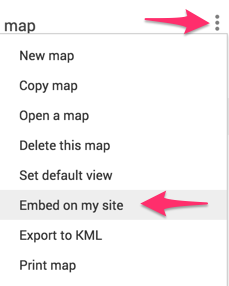 map
New map
Copy map
Open a map
Delete this map
Set default view
Embed on my site
Export to KML
Print map